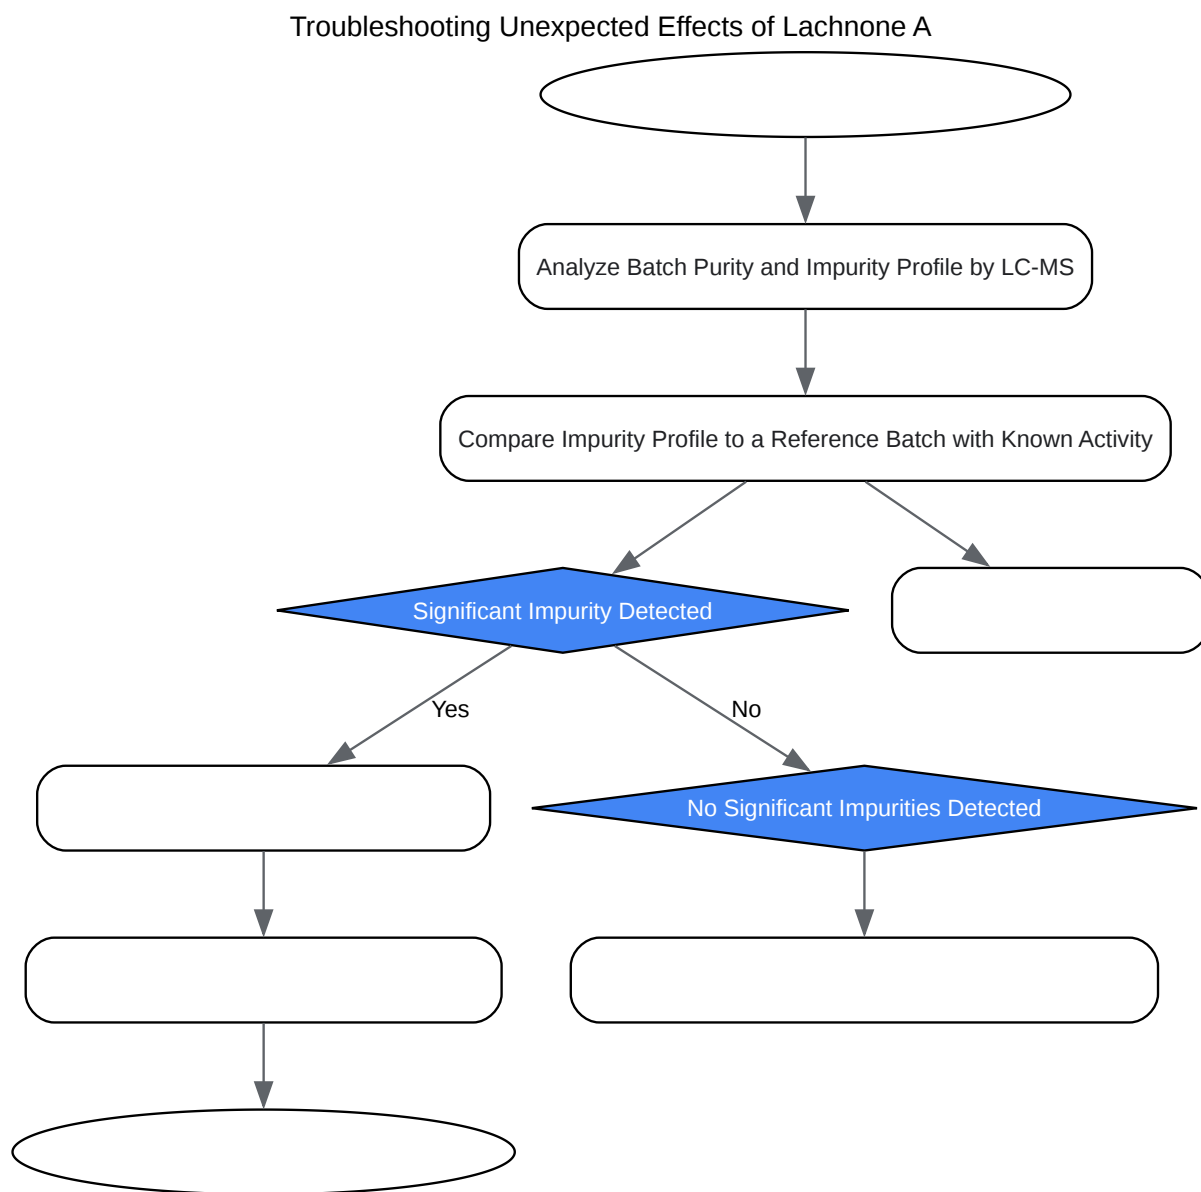 Troubleshooting Unexpected Effects of Lachnone A
Analyze Batch Purity and Impurity Profile by LC-MS
Compare Impurity Profile to a Reference Batch with Known Activity
Significant Impurity Detected
Yes
No
No Significant Impurities Detected